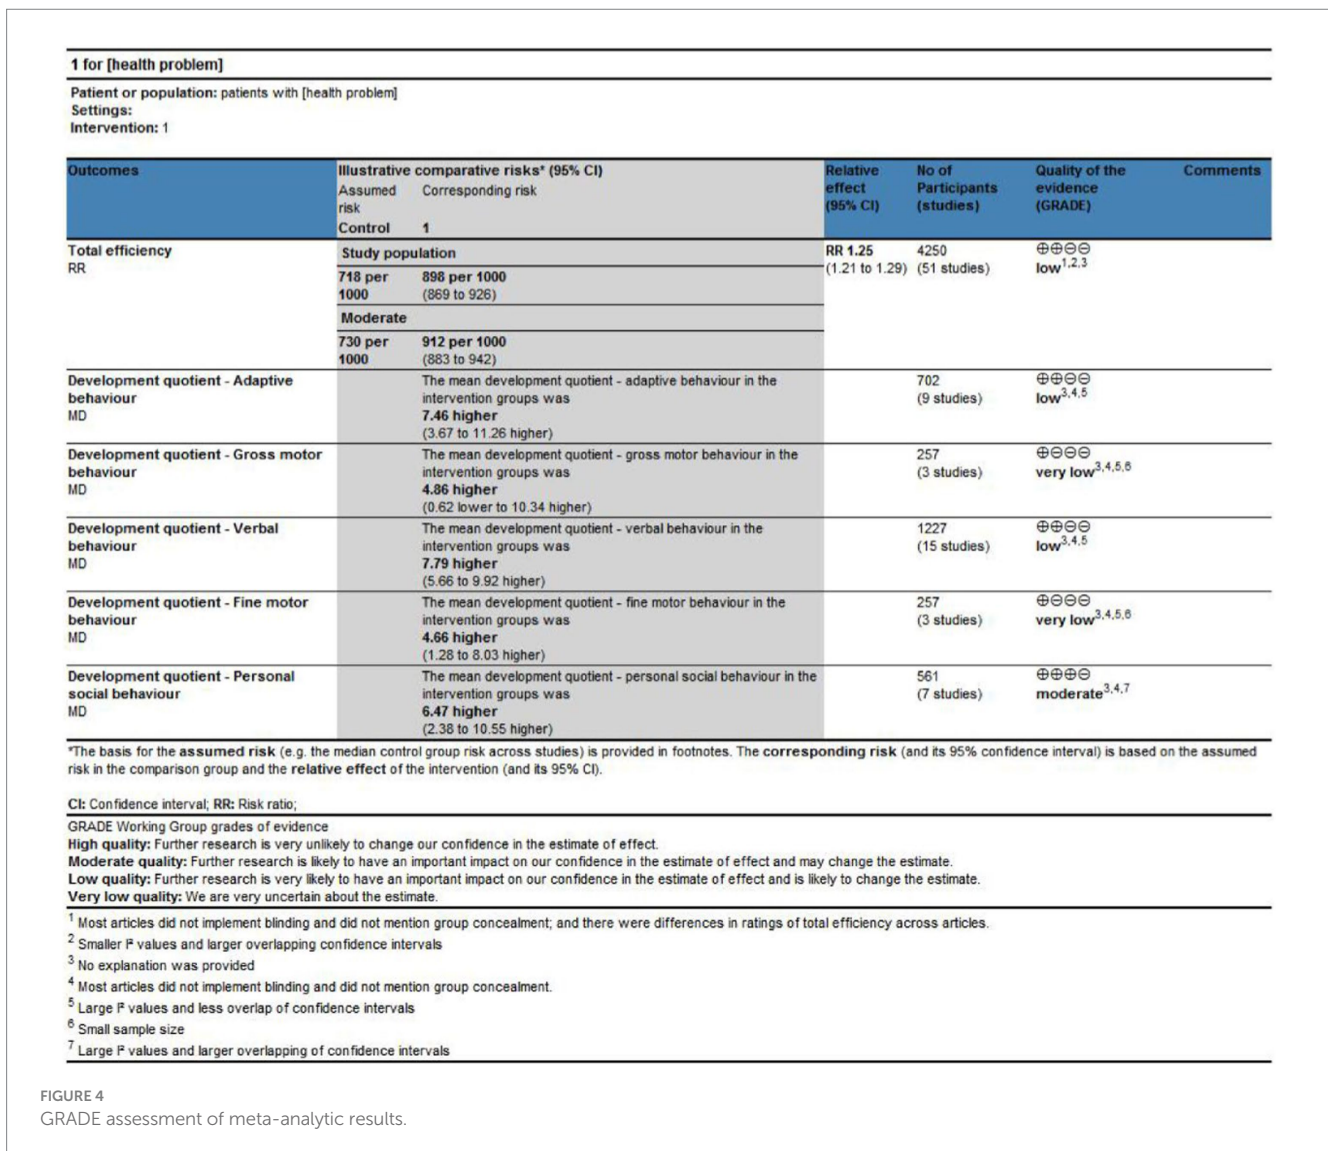 1 for [health problem]
Patient or population: patients with [health problem]
Settings:
Intervention: 1
Outcomes
Illustrative comparative risks* (95% CI)
Relative effect (95% CI)
No of Participants (studies)
Quality of the evidence (GRADE)
Comments
Assumed risk
Corresponding risk
Control
1
Total efficiency
RR
Study population
718 per 1000
898 per 1000
(869 to 926)
Moderate
730 per 1000
912 per 1000
(883 to 942)
RR 1.25
(1.21 to 1.29)
4250
(51 studies)
⊕⊕⊖⊖
low1,2,3
Development quotient - Adaptive
behaviour
MD
The mean development quotient - adaptive behaviour in the
intervention groups was
7.46 higher
(3.67 to 11.26 higher)
702
(9 studies)
⊕⊕⊖⊖
low3,4,5
Development quotient - Gross motor
behaviour
MD
The mean development quotient - gross motor behaviour in the
intervention groups was
4.86 higher
(0.62 lower to 10.34 higher)
257
(3 studies)
⊕⊖⊖⊖
very low3,4,5,6
Development quotient - Verbal
behaviour
MD
The mean development quotient - verbal behaviour in the
intervention groups was
7.79 higher
(5.66 to 9.92 higher)
1227
(15 studies)
⊕⊕⊖⊖
low3,4,5
Development quotient - Fine motor
behaviour
MD
The mean development quotient - fine motor behaviour in the
intervention groups was
4.66 higher
(1.28 to 8.03 higher)
257
(3 studies)
⊕⊖⊖⊖
very low3,4,5,6
Development quotient - Personal
social behaviour
MD
The mean development quotient - personal social behaviour in the
intervention groups was
6.47 higher
(2.38 to 10.55 higher)
561
(7 studies)
⊕⊕⊕⊖
moderate3,4,7
*The basis for the assumed risk (e.g. the median control group risk across studies) is provided in footnotes. The corresponding risk (and its 95% confidence interval) is based on the assumed
risk in the comparison group and the relative effect of the intervention (and its 95% CI).
CI: Confidence interval; RR: Risk ratio;
GRADE Working Group grades of evidence
High quality: Further research is very unlikely to change our confidence in the estimate of effect.
Moderate quality: Further research is likely to have an important impact on our confidence in the estimate of effect and may change the estimate.
Low quality: Further research is very likely to have an important impact on our confidence in the estimate of effect and is likely to change the estimate.
Very low quality: We are very uncertain about the estimate.
1 Most articles did not implement blinding and did not mention group concealment; and there were differences in ratings of total efficiency across articles.
2 Smaller I² values and larger overlapping confidence intervals
3 No explanation was provided
4 Most articles did not implement blinding and did not mention group concealment.
5 Large I² values and less overlap of confidence intervals
6 Small sample size
7 Large I² values and larger overlapping of confidence intervals
FIGURE 4
GRADE assessment of meta-analytic results.